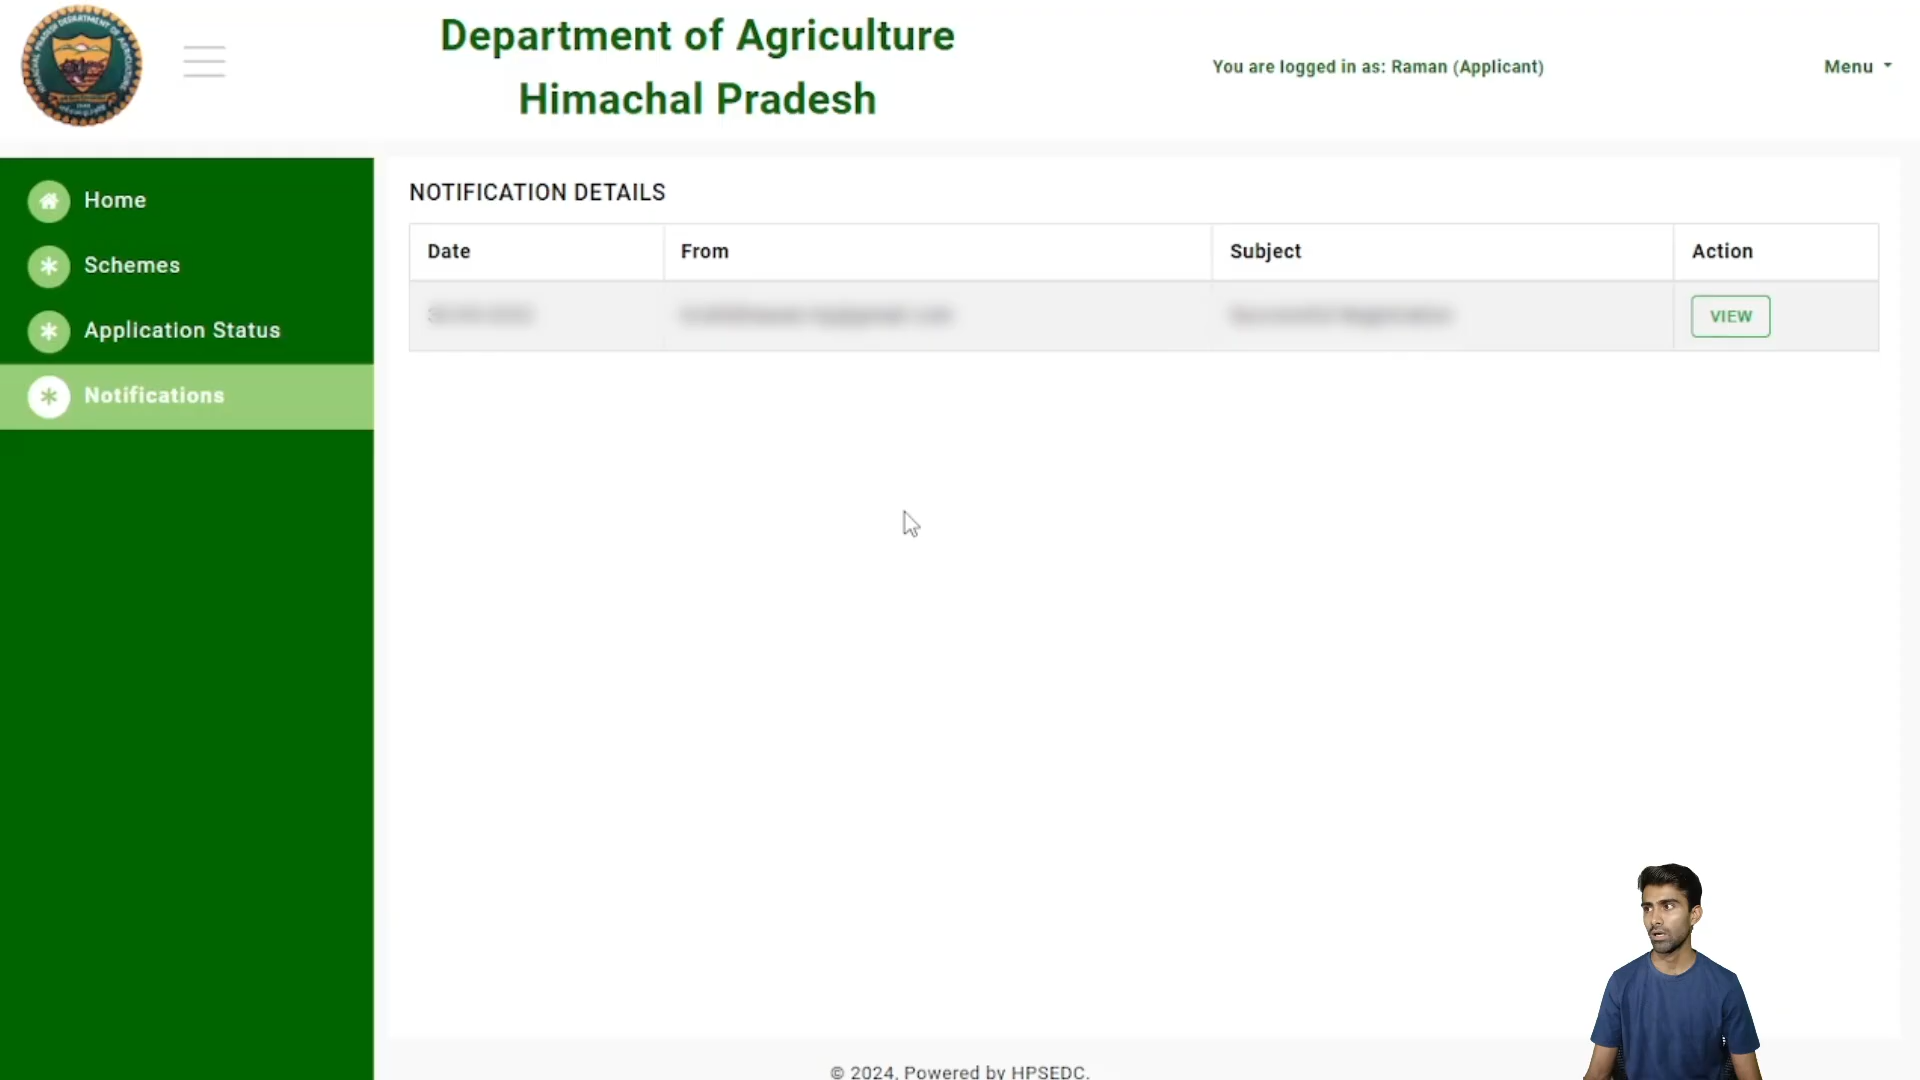 Department of Agriculture
Himachal Pradesh
You are logged in as: Raman (Applicant)
Menu
Home
Schemes
Application Status
Notifications
NOTIFICATION DETAILS
Date From Subject Action
VIEW
© 2024, Powered by HPSEDC.